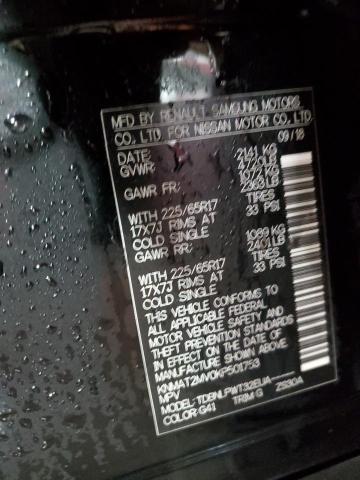 MFD BY RENAULT SAMSUNG MOTORS
CO., LTD. FOR NISSAN MOTOR CO., LTD.
DATE: 09/18
GVWR: 2141 KG
4720LB
GAWR FR: 1072 KG
2363LB
WITH 225/65R17 TIRES
17X7J RIMS AT 33 PSI
COLD SINGLE
GAWR RR: 1089 KG
2401LB
WITH 225/65R17 TIRES
17X7J RIMS AT 33 PSI
COLD SINGLE
THIS VEHICLE CONFORMS TO
ALL APPLICABLE FEDERAL
MOTOR VEHICLE SAFETY AND
THEFT PREVENTION STANDARDS
IN EFFECT ON THE DATE OF
MANUFACTURE SHOWN ABOVE.
KNMAT2MV0KP501753
MPV
MODEL: TDBNLPWT32EUA
COLOR: G41 TRIM: G 2530A